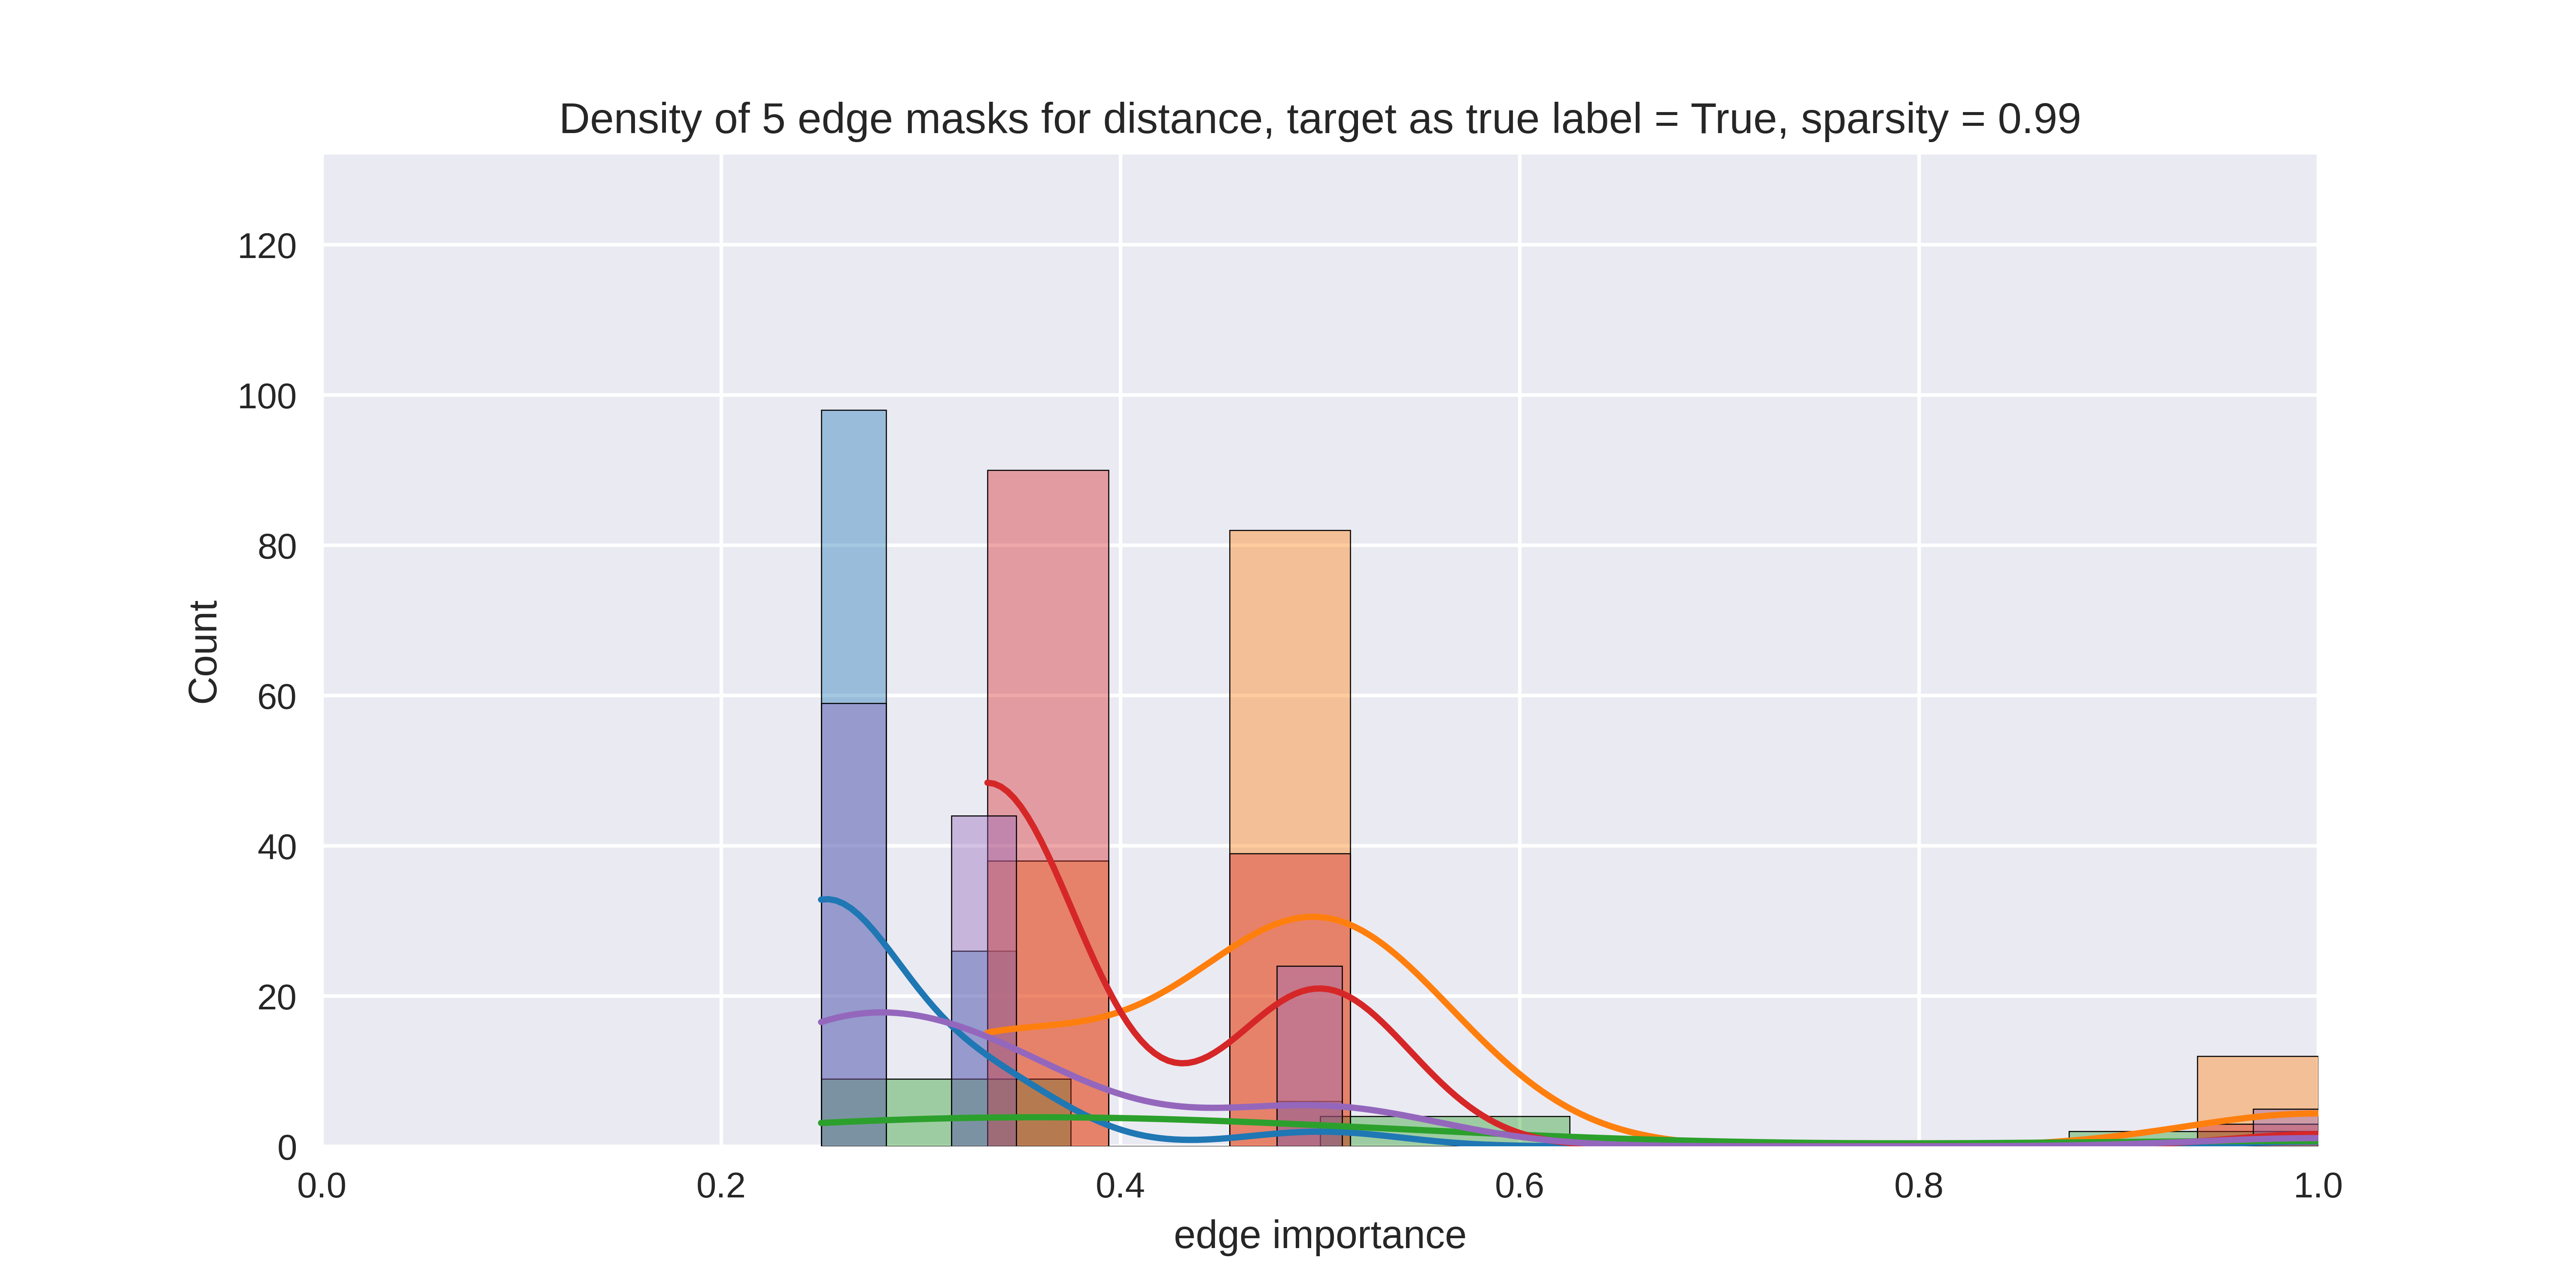 Density of 5 edge masks for distance, target as true label = True, sparsity = 0.99
120
100
80
60
40
20
0
Count
0.0 0.2 0.4 0.6 0.8 1.0
edge importance